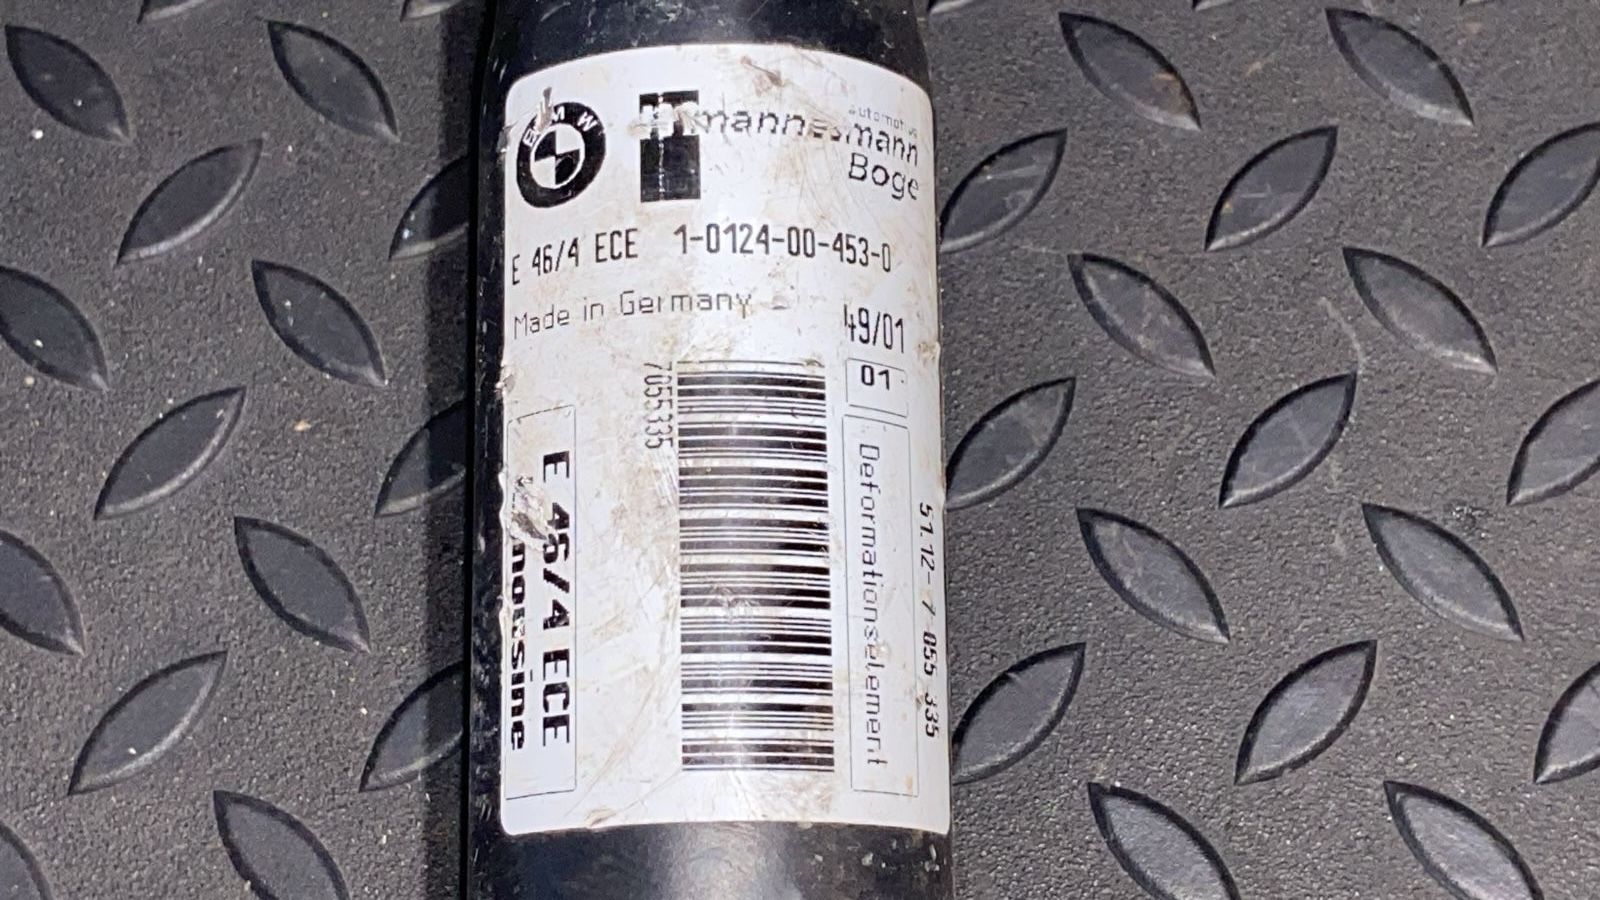 BMW
automotive
mannesmann
Boge
E 46/4 ECE 1-0124-00-453-0
Made in Germany
49/01
01
7055335
E 46/4 ECE
Deformationselement
51.12- 7 055 335